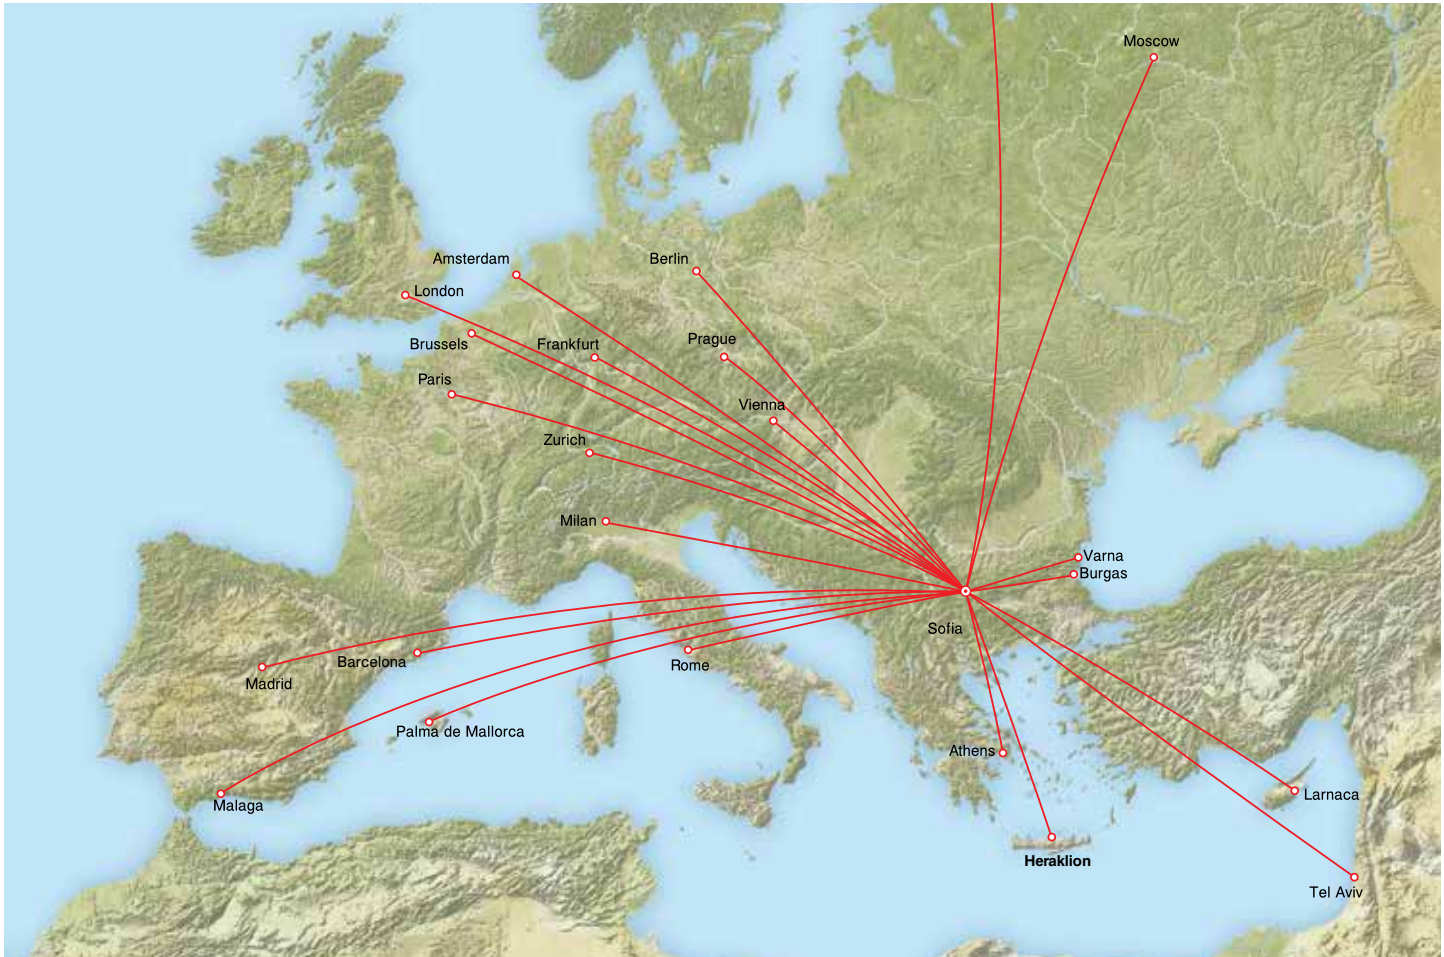 Moscow
Amsterdam
Berlin
London
Brussels
Frankfurt
Prague
Paris
Vienna
Zurich
Milan
Varna
Burgas
Sofia
Barcelona
Rome
Madrid
Palma de Mallorca
Athens
Larnaca
Malaga
Heraklion
Tel Aviv